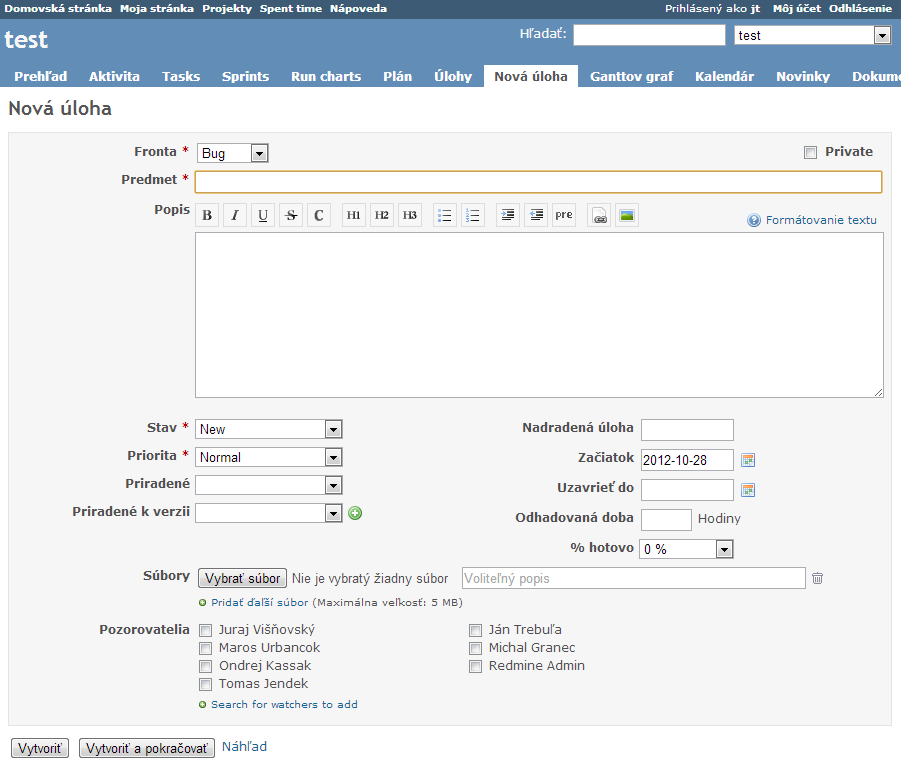 Domovská stránka Moja stránka Projekty Spent time Nápoveda Prihlásený ako jt Môj účet Odhlásenie
test Hľadať: test
Prehľad Aktivita Tasks Sprints Run charts Plán Úlohy Nová úloha Ganttov graf Kalendár Novinky Dokume
Nová úloha
Fronta * Bug Private
Predmet *
Popis B I U S C H1 H2 H3 pre Formátovanie textu
Stav * New Nadradená úloha
Priorita * Normal Začiatok 2012-10-28
Priradené Uzavrieť do
Priradené k verzii Odhadovaná doba Hodiny
% hotovo 0 %
Súbory Vybrať súbor Nie je vybratý žiadny súbor Voliteľný popis
Pridať ďaľší súbor (Maximálna veľkosť: 5 MB)
Pozorovatelia Juraj Višňovský Ján Trebuľa
Maros Urbancok Michal Granec
Ondrej Kassak Redmine Admin
Tomas Jendek
Search for watchers to add
Vytvoriť Vytvoriť a pokračovať Náhľad